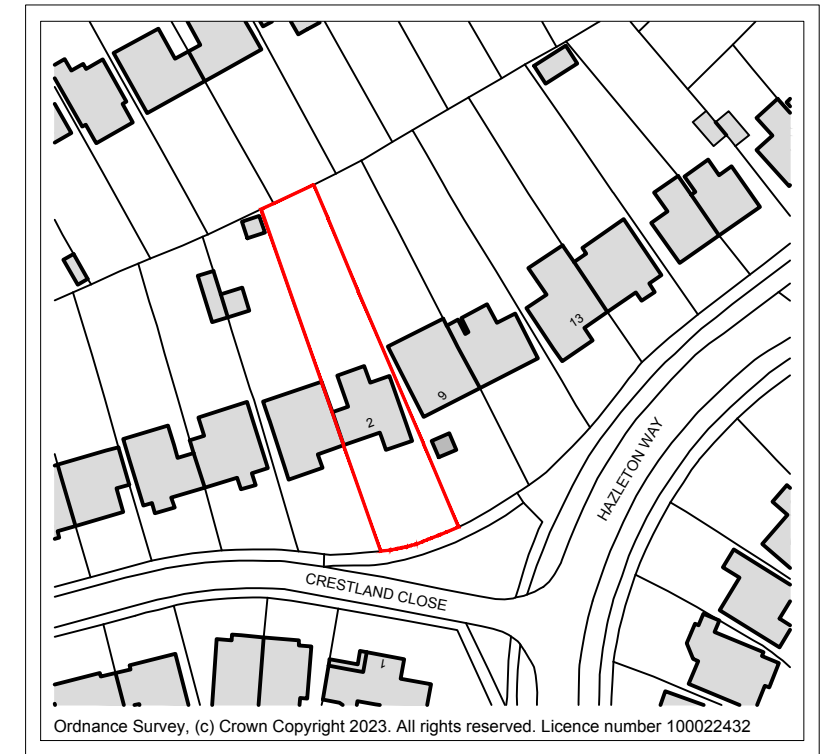 13
9
2
HAZLETON WAY
CRESTLAND CLOSE
1
Ordnance Survey, (c) Crown Copyright 2023. All rights reserved. Licence number 100022432